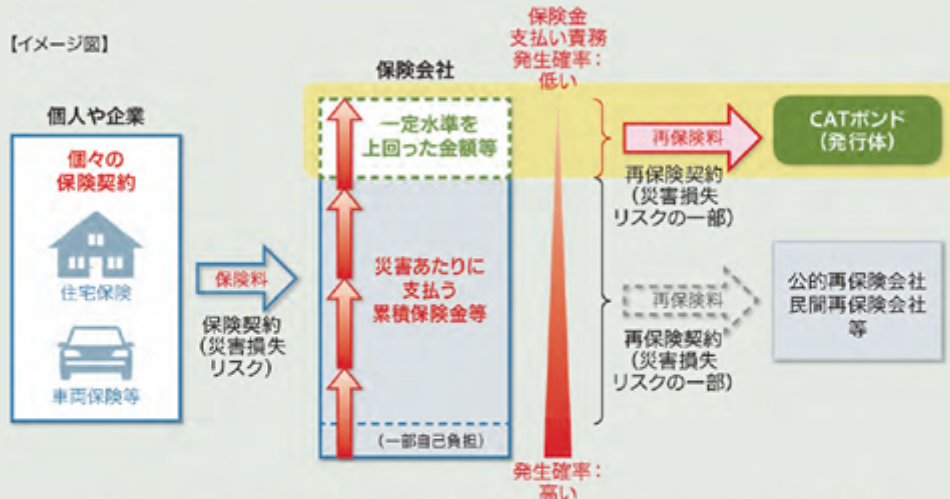 【イメージ図】
個人や企業
個々の
保険契約
住宅保険
車両保険等
保険料
保険契約
(災害損失
リスク)
保険会社
一定水準を
上回った金額等
災害あたりに
支払う
累積保険金等
(一部自己負担)
保険金
支払い責務
発生確率:
低い
発生確率:
高い
再保険料
再保険契約
(災害損失
リスクの一部)
再保険料
再保険契約
(災害損失
リスクの一部)
CATボンド
(発行体)
公的再保険会社
民間再保険会社
等